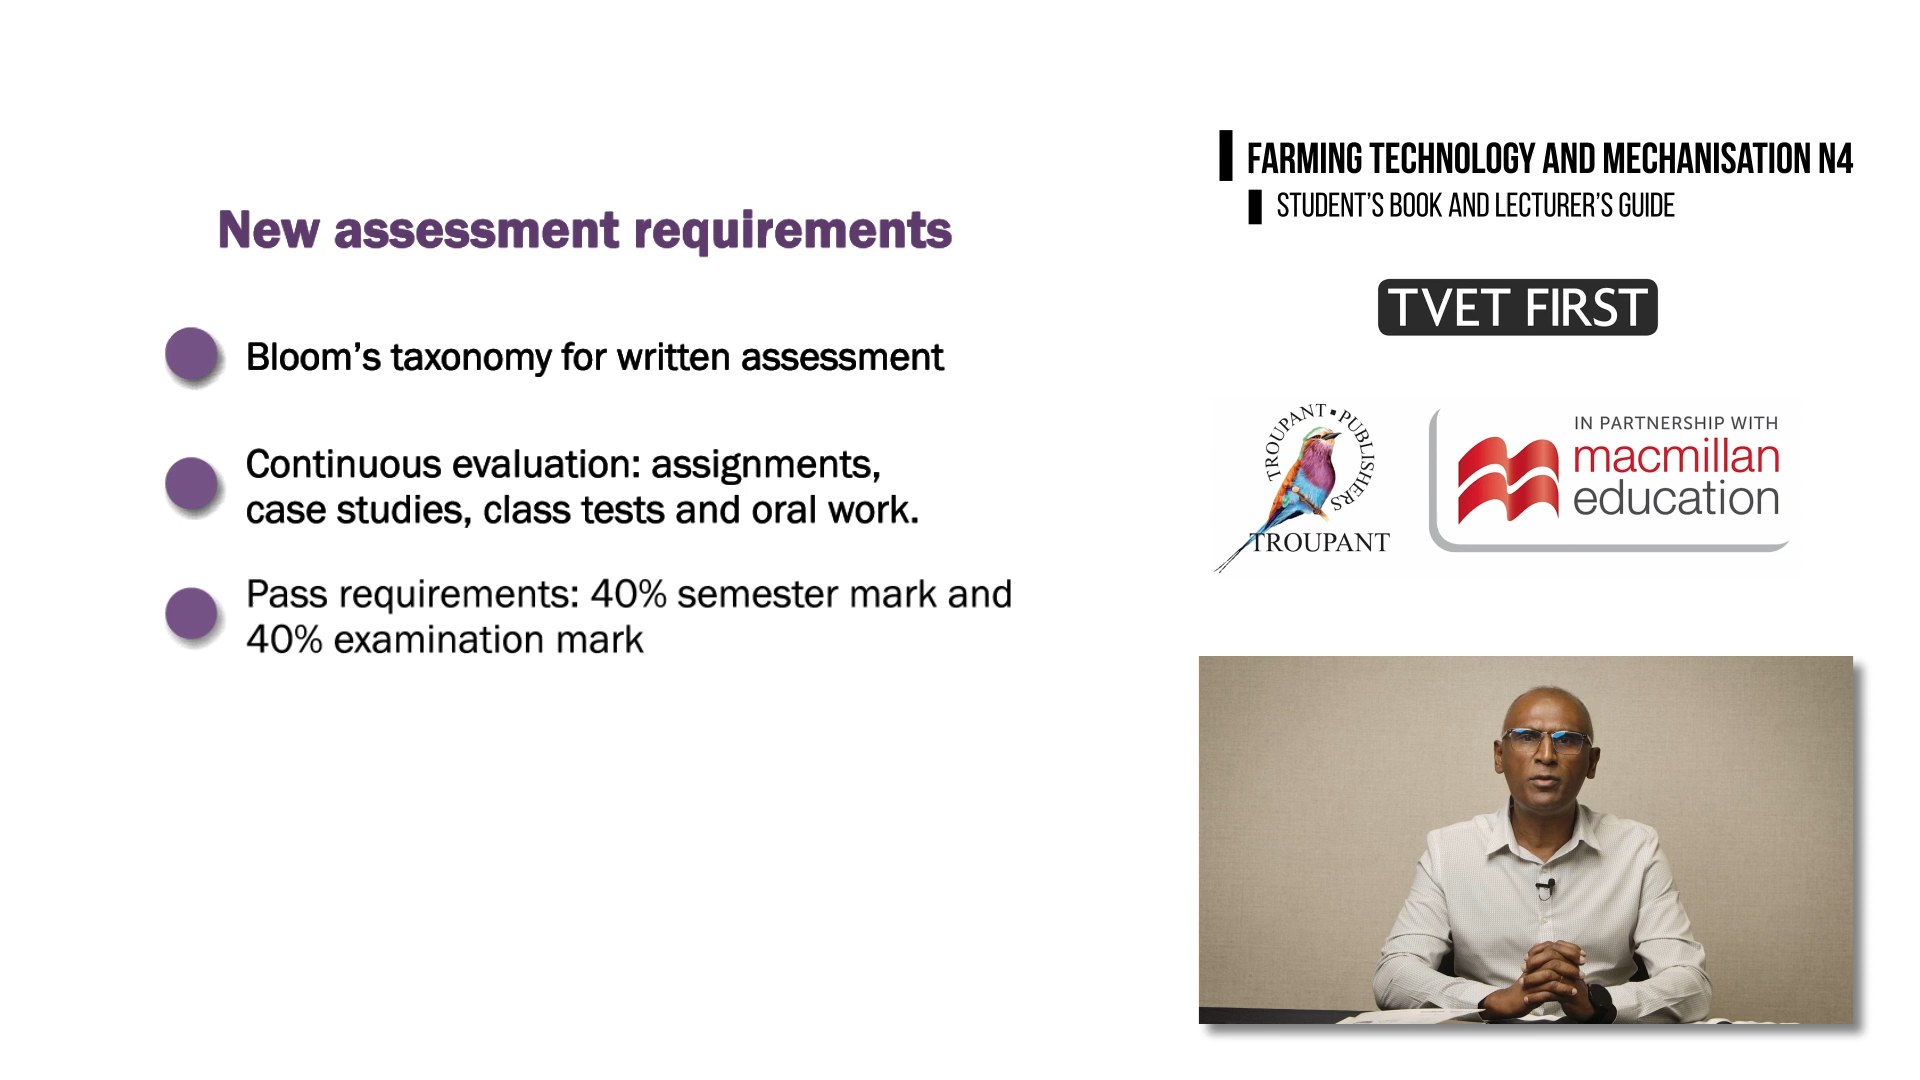 New assessment requirements
Bloom’s taxonomy for written assessment
Continuous evaluation: assignments,
case studies, class tests and oral work.
Pass requirements: 40% semester mark and
40% examination mark
FARMING TECHNOLOGY AND MECHANISATION N4
STUDENT’S BOOK AND LECTURER’S GUIDE
TVET FIRST
TROUPANT ▪ PUBLISHERS
TROUPANT
IN PARTNERSHIP WITH
macmillan
education